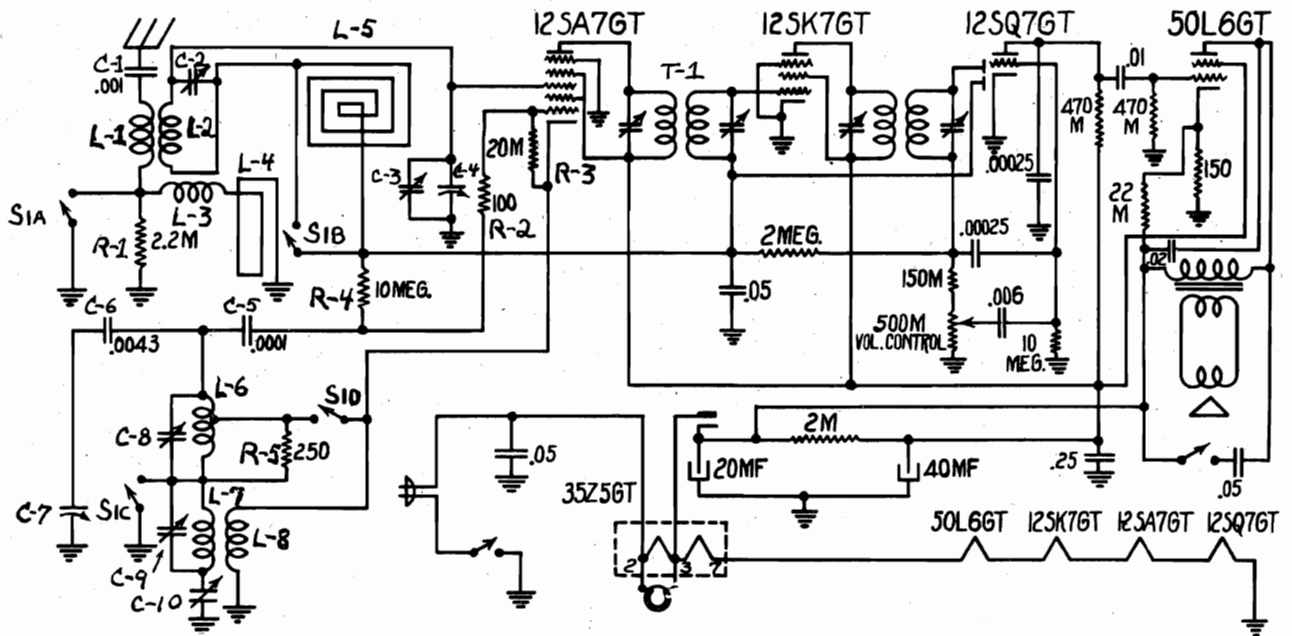 12SA7GT
12SK7GT
12SQ7GT
50L6GT
L-5
C-1
.001
C-2
T-1
.01
470
M
470
M
L-1
L-2
20M
R-3
.00025
150
L-4
C-3
C-4
100
R-2
22
M
S1A
L-3
R-1
2.2M
S1B
2MEG.
.00025
.02
R-4
10MEG.
.05
150M
.006
500M
VOL.CONTROL
10
MEG.
C-6
.0043
C-5
.0001
L-6
S1D
C-8
R-5
250
.05
2M
20MF
40MF
.25
.05
35Z5GT
C-7
S1C
L-7
L-8
C-9
C-10
2
3
7
50L6GT
12SK7GT
12SA7GT
12SQ7GT